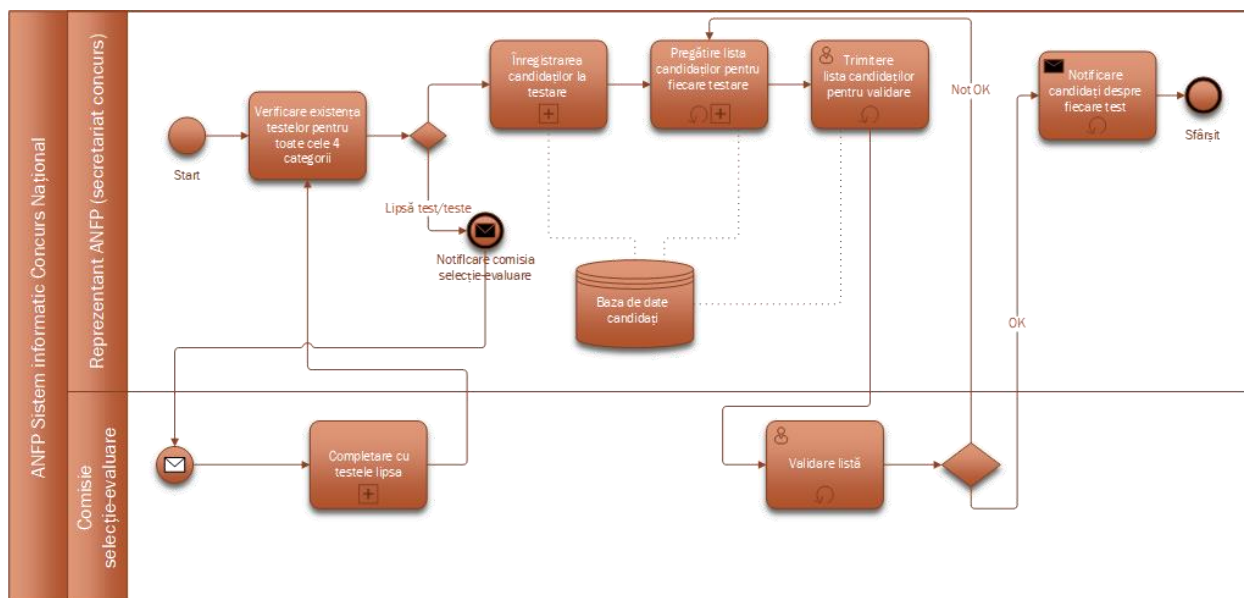 ANFP Sistem informatic Concurs Național
Reprezentant ANFP (secretariat concurs)
Start
Verificare existența
testelor pentru
toate cele 4
categorii
Lipsă test/teste
Notificare comisia
selecție-evaluare
Înregistrarea
candidaților la
testare
Pregătire lista
candidaților pentru
fiecare testare
Trimitere
lista candidaților
pentru validare
Baza de date
candidați
Not OK
OK
Notificare
candidați despre
fiecare test
Sfârșit
Comisie
selecție-evaluare
Completare cu
testele lipsa
Validare listă